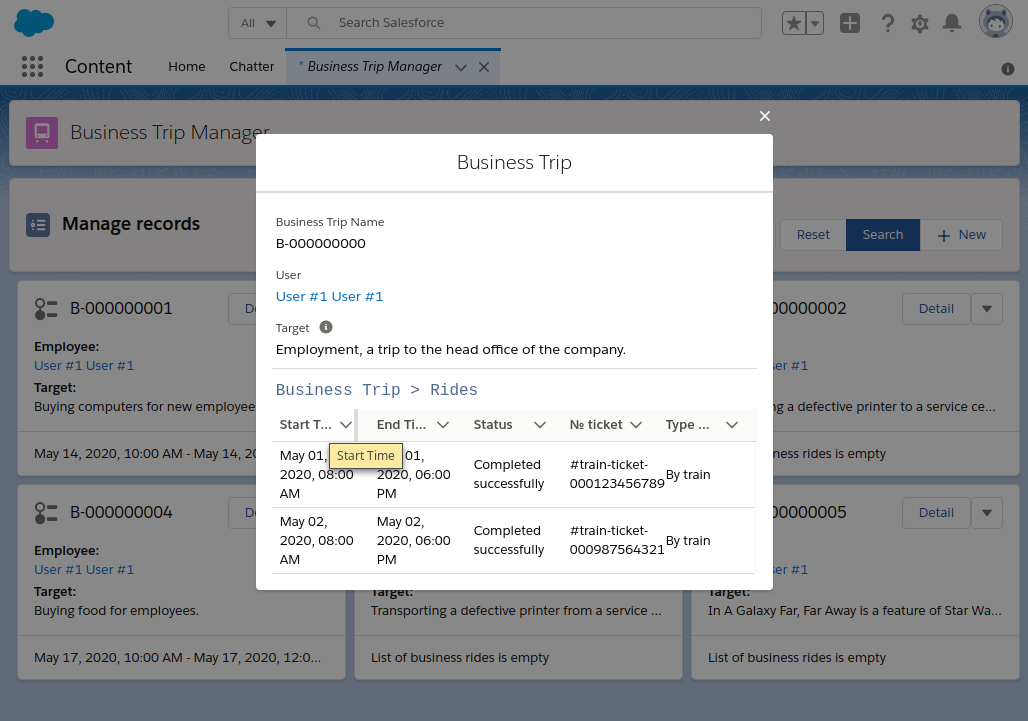 All
Search Salesforce
Content
Home
Chatter
* Business Trip Manager
Business Trip Manager
Manage records
Reset
Search
New
Business Trip
Business Trip Name
B-000000000
User
User #1 User #1
Target
Employment, a trip to the head office of the company.
Business Trip > Rides
Start T...
End Ti...
Status
№ ticket
Type ...
Start Time
May 01,
2020, 08:00
AM
01,
2020, 06:00
PM
Completed
successfully
#train-ticket-
000123456789
By train
May 02,
2020, 08:00
AM
May 02,
2020, 06:00
PM
Completed
successfully
#train-ticket-
000987564321
By train
B-000000001
De
Employee:
User #1 User #1
Target:
Buying computers for new employee
May 14, 2020, 10:00 AM - May 14, 20
000002
Detail
ser #1
g a defective printer to a service ce...
siness rides is empty
B-000000004
De
Employee:
User #1 User #1
Target:
Buying food for employees.
May 17, 2020, 10:00 AM - May 17, 2020, 12:0...
Target:
Transporting a defective printer from a service ...
List of business rides is empty
000005
Detail
ser #1
Target:
In A Galaxy Far, Far Away is a feature of Star Wa...
List of business rides is empty